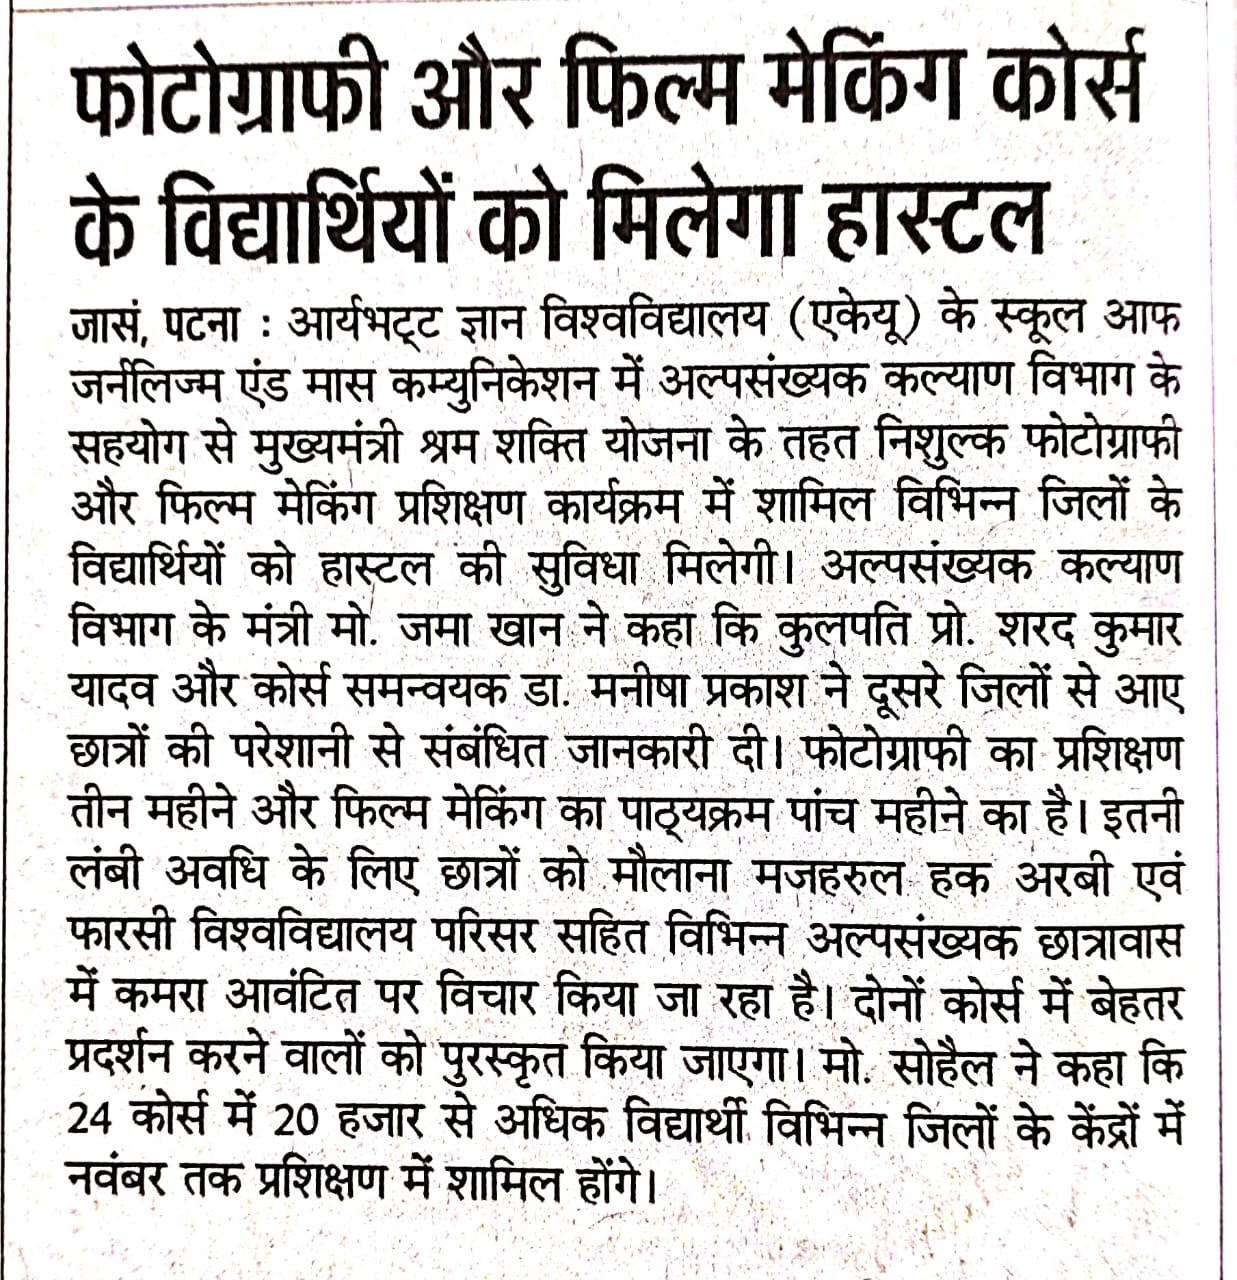 फोटोग्राफी और फिल्म मेकिंग कोर्स
के विद्यार्थियों को मिलेगा हास्टल
जासं, पटना : आर्यभट्ट ज्ञान विश्वविद्यालय (एकेयू) के स्कूल आफ
जर्नलिज्म एंड मास कम्युनिकेशन में अल्पसंख्यक कल्याण विभाग के
सहयोग से मुख्यमंत्री श्रम शक्ति योजना के तहत निशुल्क फोटोग्राफी
और फिल्म मेकिंग प्रशिक्षण कार्यक्रम में शामिल विभिन्न जिलों के
विद्यार्थियों को हास्टल की सुविधा मिलेगी। अल्पसंख्यक कल्याण
विभाग के मंत्री मो. जमा खान ने कहा कि कुलपति प्रो. शरद कुमार
यादव और कोर्स समन्वयक डा. मनीषा प्रकाश ने दूसरे जिलों से आए
छात्रों की परेशानी से संबंधित जानकारी दी। फोटोग्राफी का प्रशिक्षण
तीन महीने और फिल्म मेकिंग का पाठ्यक्रम पांच महीने का है। इतनी
लंबी अवधि के लिए छात्रों को मौलाना मजहरुल हक अरबी एवं
फारसी विश्वविद्यालय परिसर सहित विभिन्न अल्पसंख्यक छात्रावास
में कमरा आवंटित पर विचार किया जा रहा है। दोनों कोर्स में बेहतर
प्रदर्शन करने वालों को पुरस्कृत किया जाएगा। मो. सोहैल ने कहा कि
24 कोर्स में 20 हजार से अधिक विद्यार्थी विभिन्न जिलों के केंद्रों में
नवंबर तक प्रशिक्षण में शामिल होंगे।